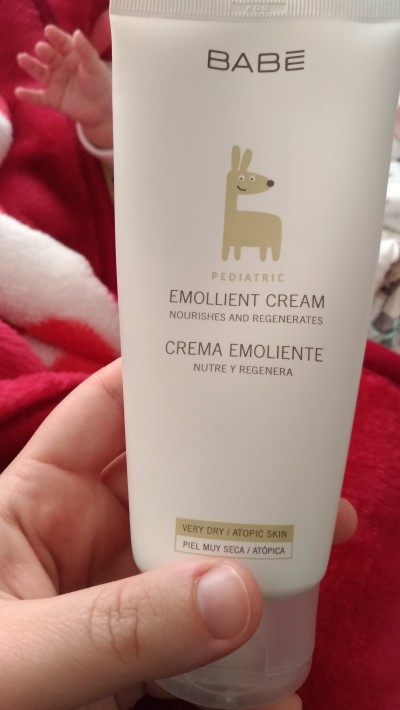 BABĒ
PEDIATRIC
EMOLLIENT CREAM
NOURISHES AND REGENERATES
CREMA EMOLIENTE
NUTRE Y REGENERA
VERY DRY / ATOPIC SKIN
PIEL MUY SECA / ATÓPICA